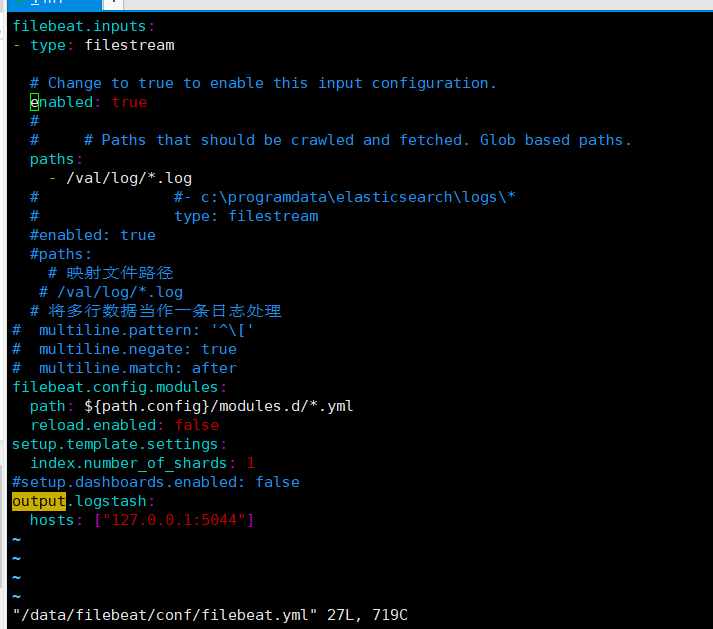 filebeat.inputs:
- type: filestream
  # Change to true to enable this input configuration.
  enabled: true
  #
  #     # Paths that should be crawled and fetched. Glob based paths.
  paths:
    - /val/log/*.log
  #               #- c:\programdata\elasticsearch\logs\*
  #               type: filestream
  #enabled: true
  #paths:
    # 映射文件路径
   # /val/log/*.log
  # 将多行数据当作一条日志处理
#  multiline.pattern: '^\['
#  multiline.negate: true
#  multiline.match: after
filebeat.config.modules:
  path: ${path.config}/modules.d/*.yml
  reload.enabled: false
setup.template.settings:
  index.number_of_shards: 1
#setup.dashboards.enabled: false
output.logstash:
  hosts: ["127.0.0.1:5044"]
~
~
~
~
"/data/filebeat/conf/filebeat.yml" 27L, 719C